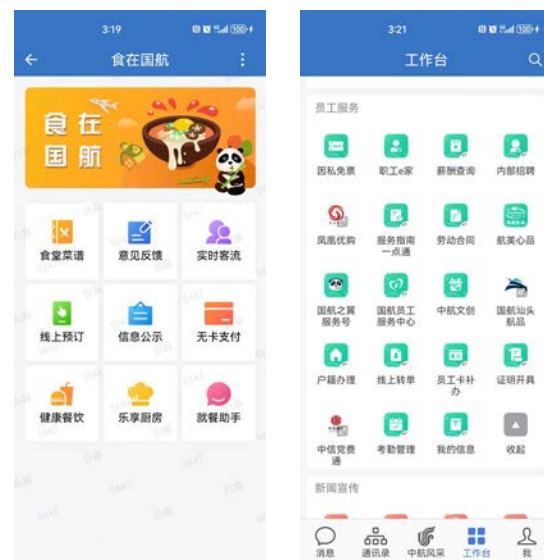 3:19
食在国航
食在
国航
食堂菜谱
意见反馈
实时客流
线上预订
信息公示
无卡支付
健康餐饮
乐享厨房
就餐助手
3:21
工作台
员工服务
因私免票
职工e家
薪酬查询
内部招聘
凤凰优购
服务指南
一点通
劳动合同
航美心品
国航之翼
服务号
国航员工
服务中心
中航文创
国航汕头
航品
户籍办理
线上转单
员工卡补
办
证明开具
中信党费
通
考勤管理
我的信息
收起
新闻宣传
消息
通讯录
中航风采
工作台
我